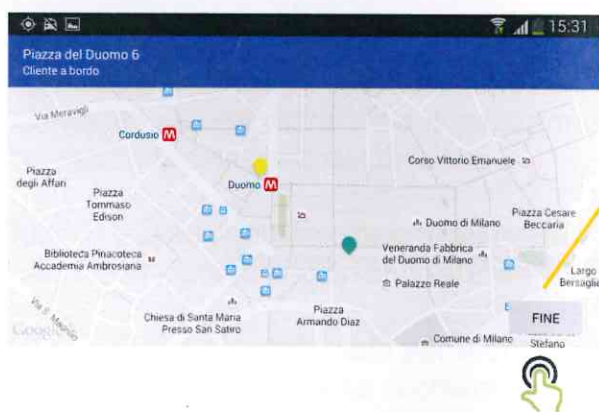 15:31
Piazza del Duomo 6
Cliente a bordo
Via Meravigli
Cordusio M
Corso Vittorio Emanuele
Piazza
degli Affari
Duomo M
Piazza
Tommaso
Edison
Duomo di Milano
Piazza Cesare
Beccaria
Biblioteca Pinacoteca
Accademia Ambrosiana
Veneranda Fabbrica
del Duomo di Milano
Palazzo Reale
Largo
Chiesa di Santa Maria
Presso San Satiro
Piazza
Armando Diaz
FINE
Google
Comune di Milano
Stefano